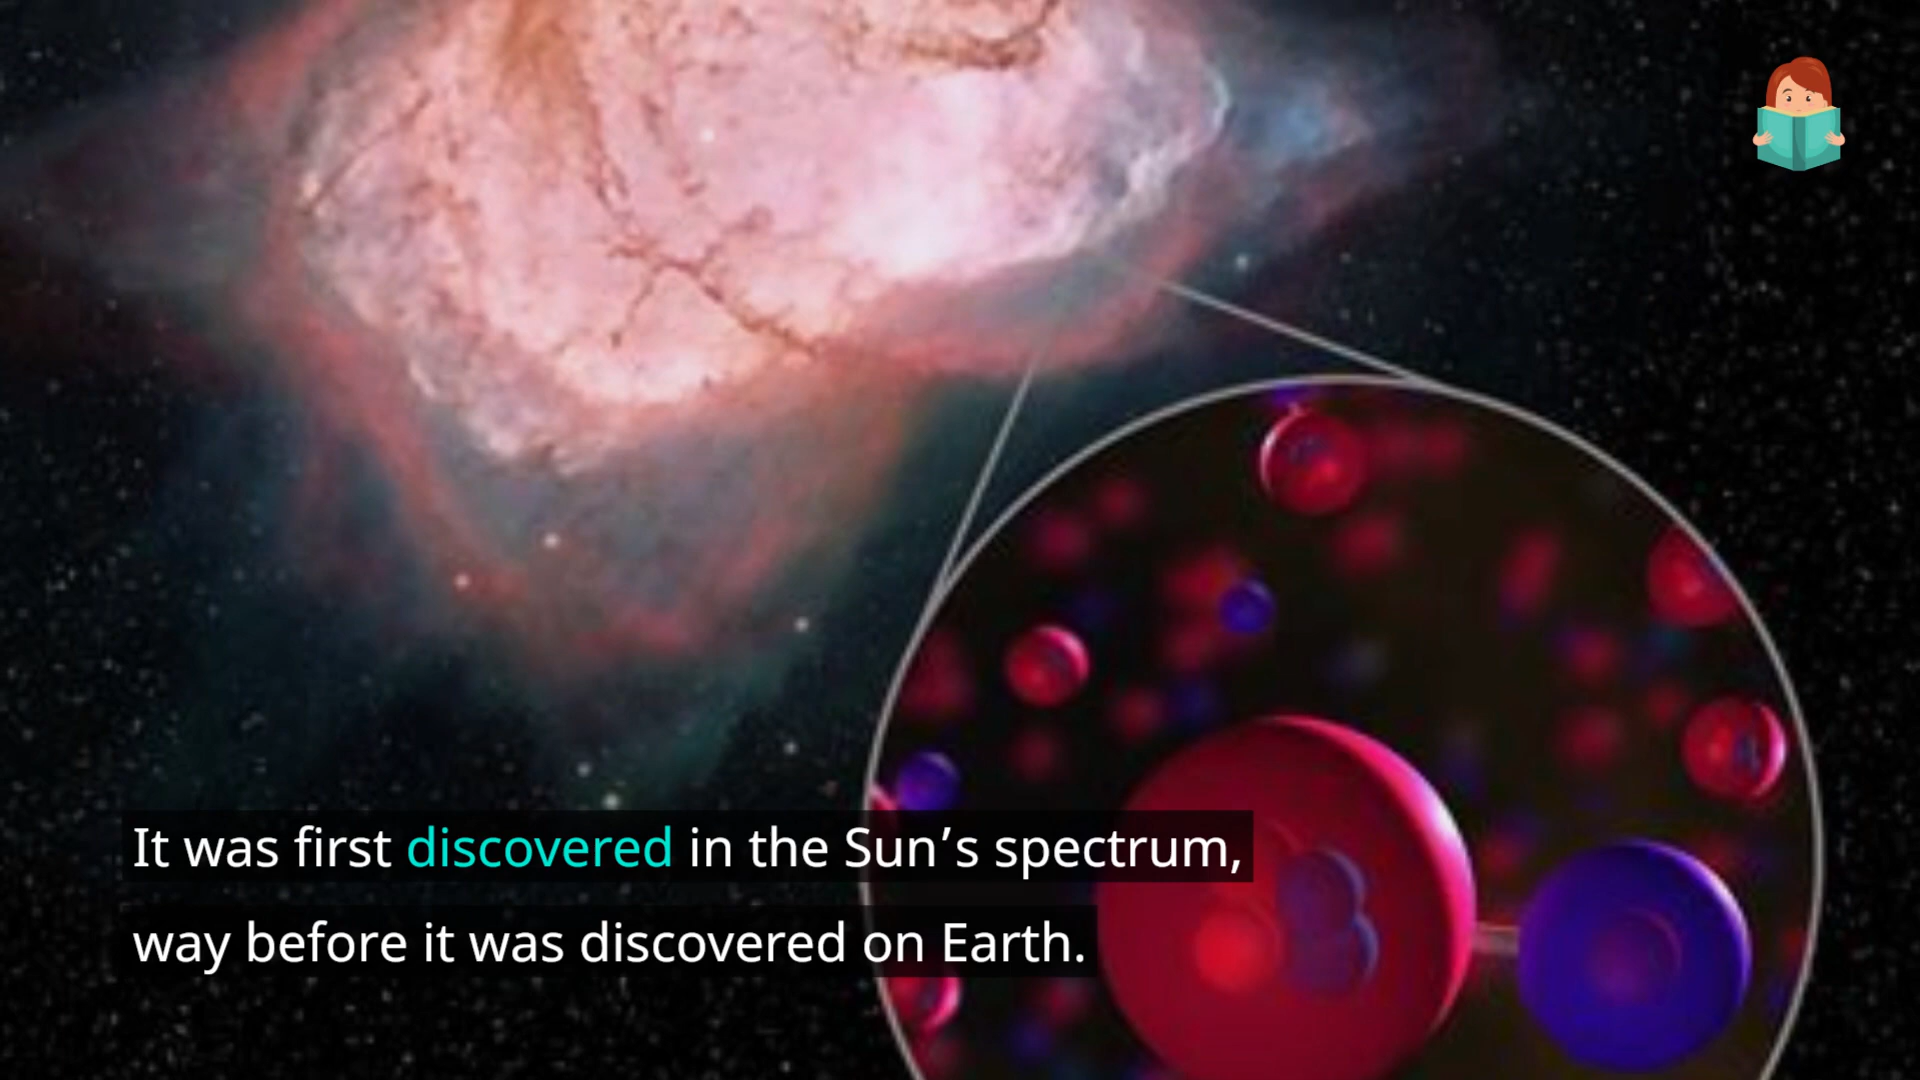 It was first discovered in the Sun’s spectrum,
way before it was discovered on Earth.